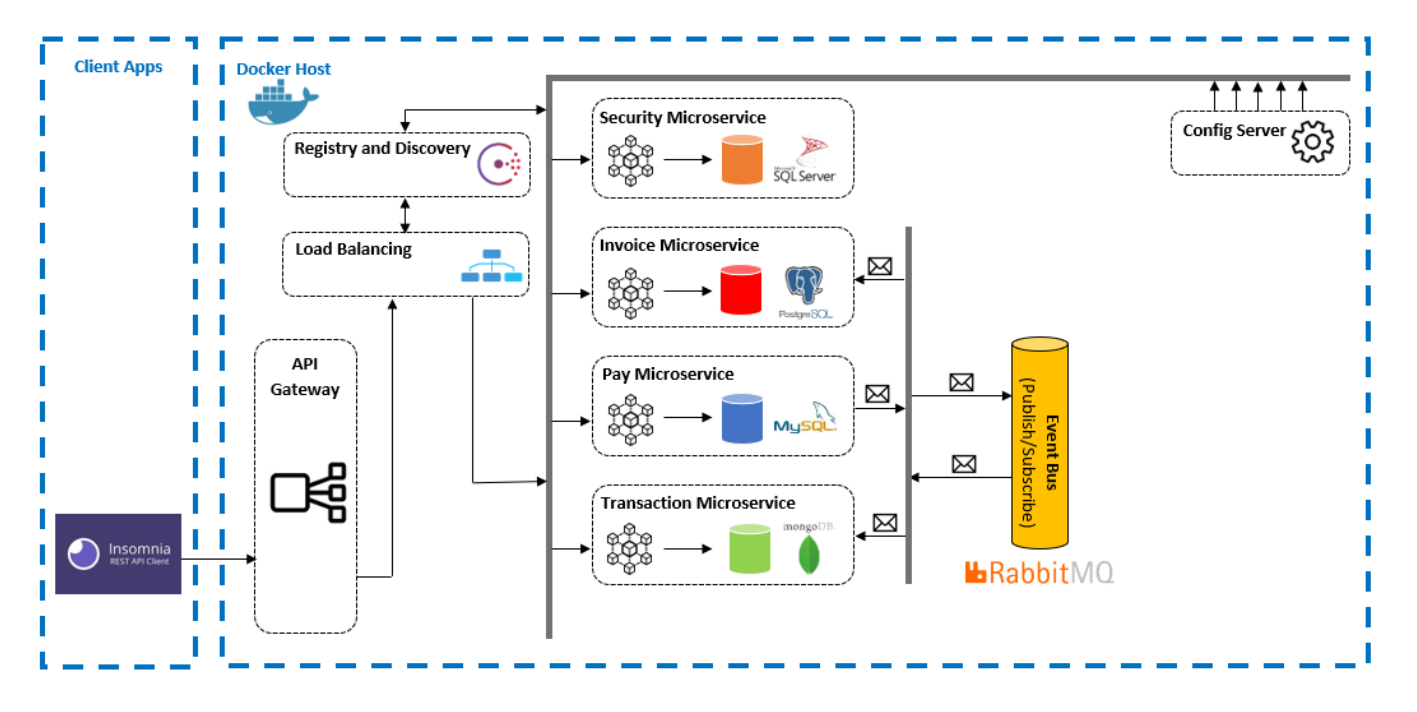 Client Apps
Docker Host
Registry and Discovery
Load Balancing
API
Gateway
Insomnia
REST API Client
Security Microservice
Microsoft
SQL Server
Invoice Microservice
PostgreSQL
Pay Microservice
MySQL
Transaction Microservice
mongoDB
Config Server
Event Bus
(Publish/Subscribe)
RabbitMQ